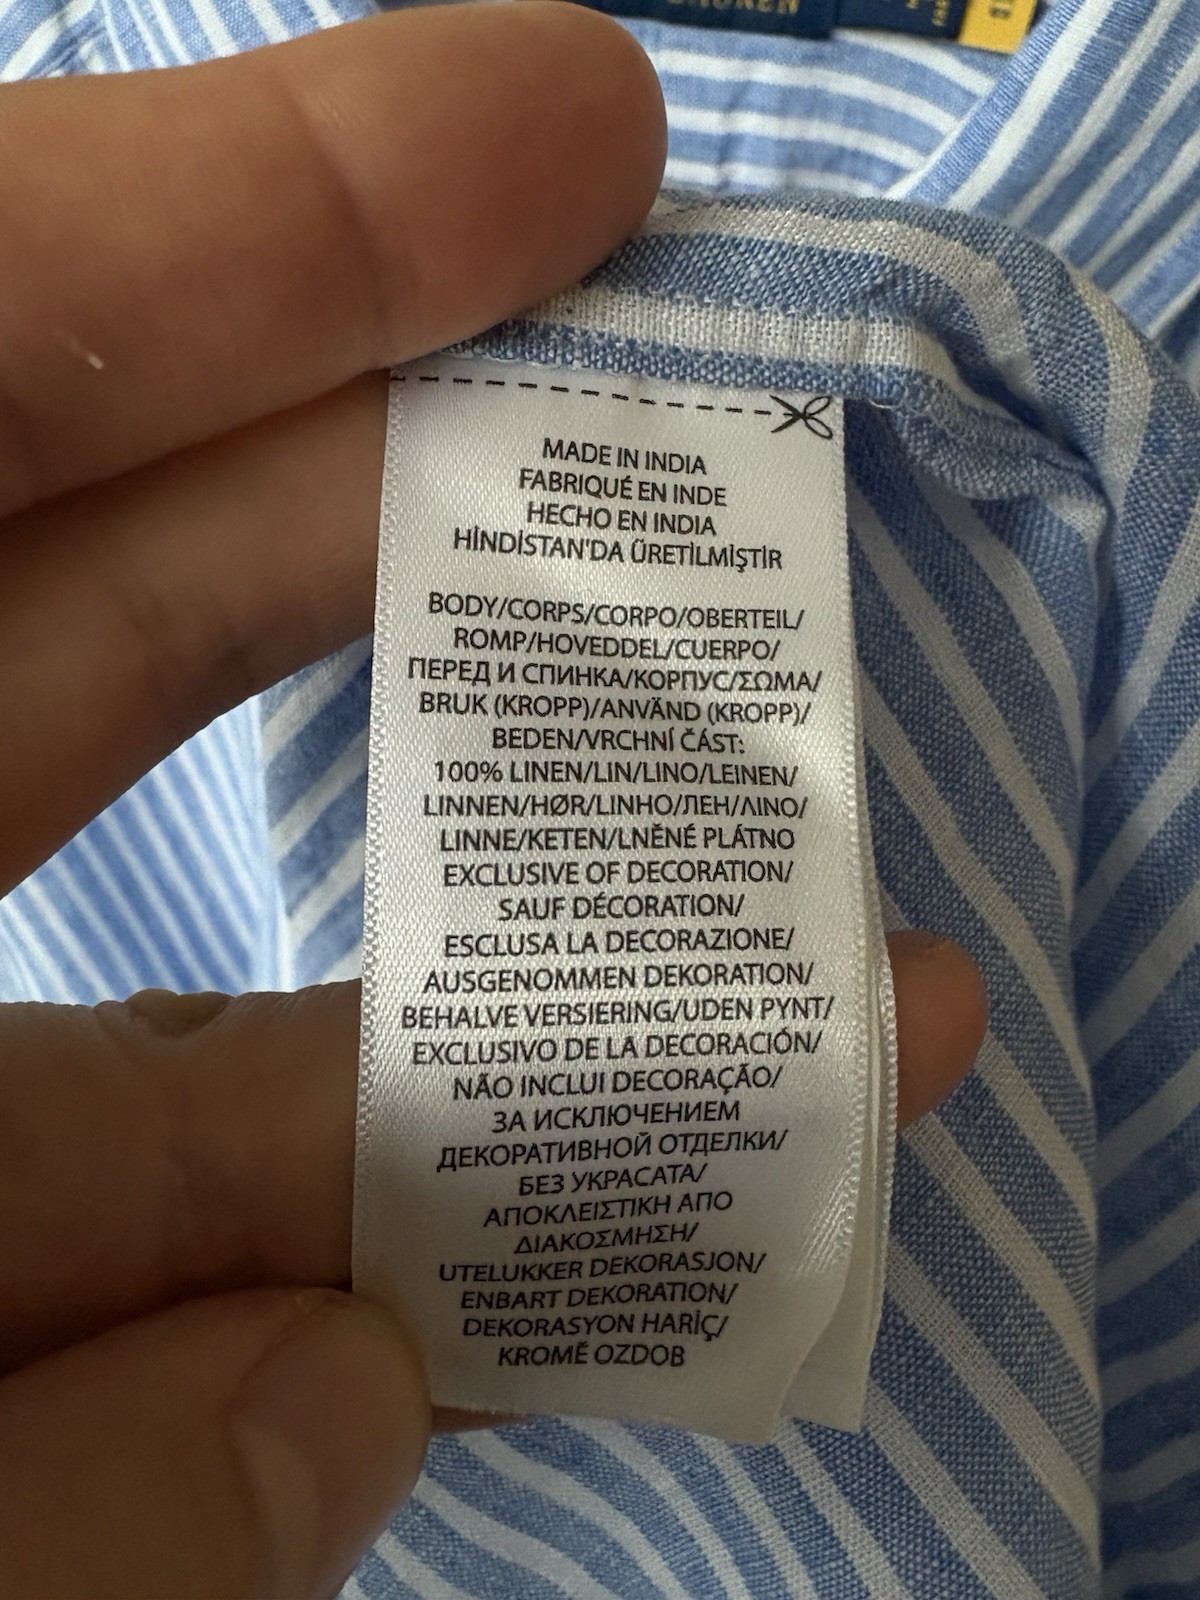 LAUREN
MADE IN INDIA
FABRIQUÉ EN INDE
HECHO EN INDIA
HİNDİSTAN'DA ÜRETİLMİŞTİR
BODY/CORPS/CORPO/OBERTEIL/
ROMP/HOVEDDEL/CUERPO/
ПЕРЕД И СПИНКА/КОРПУС/ΣΩΜΑ/
BRUK (KROPP)/ANVÄND (KROPP)/
BEDEN/VRCHNÍ ČÁST:
100% LINEN/LIN/LINO/LEINEN/
LINNEN/HØR/LINHO/ЛЕН/ΛΙΝΟ/
LINNE/KETEN/LNĚNÉ PLÁTNO
EXCLUSIVE OF DECORATION/
SAUF DÉCORATION/
ESCLUSA LA DECORAZIONE/
AUSGENOMMEN DEKORATION/
BEHALVE VERSIERING/UDEN PYNT/
EXCLUSIVO DE LA DECORACIÓN/
NÃO INCLUI DECORAÇÃO/
ЗА ИСКЛЮЧЕНИЕМ
ДЕКОРАТИВНОЙ ОТДЕЛКИ/
БЕЗ УКРАСАТА/
ΑΠΟΚΛΕΙΣΤΙΚΗ ΑΠΟ
ΔΙΑΚΟΣΜΗΣΗ/
UTELUKKER DEKORASJON/
ENBART DEKORATION/
DEKORASYON HARİÇ/
KROMĚ OZDOB